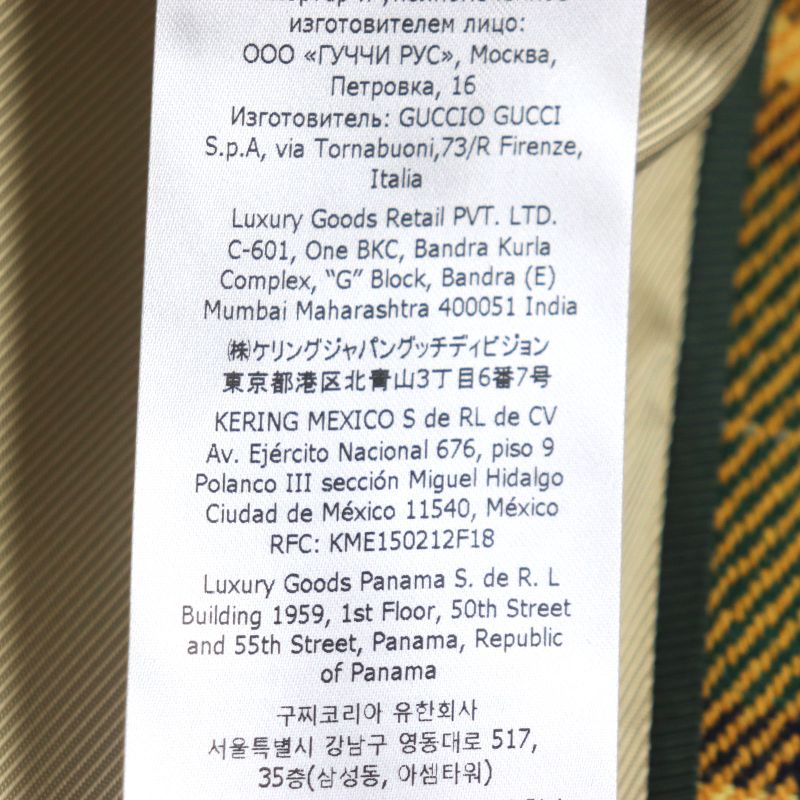 изготовителем лицо:
ООО «ГУЧЧИ РУС», Москва,
Петровка, 16
Изготовитель: GUCCIO GUCCI
S.p.A, via Tornabuoni,73/R Firenze,
Italia
Luxury Goods Retail PVT. LTD.
C-601, One BKC, Bandra Kurla
Complex, “G” Block, Bandra (E)
Mumbai Maharashtra 400051 India
㈱ケリングジャパングッチディビジョン
東京都港区北青山3丁目6番7号
KERING MEXICO S de RL de CV
Av. Ejército Nacional 676, piso 9
Polanco III sección Miguel Hidalgo
Ciudad de México 11540, México
RFC: KME150212F18
Luxury Goods Panama S. de R. L
Building 1959, 1st Floor, 50th Street
and 55th Street, Panama, Republic
of Panama
구찌코리아 유한회사
서울특별시 강남구 영동대로 517,
35층(삼성동, 아셈타워)